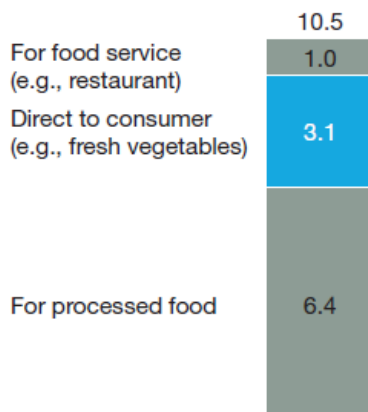 10.5
For food service
(e.g., restaurant)
1.0
Direct to consumer
(e.g., fresh vegetables)
3.1
For processed food
6.4